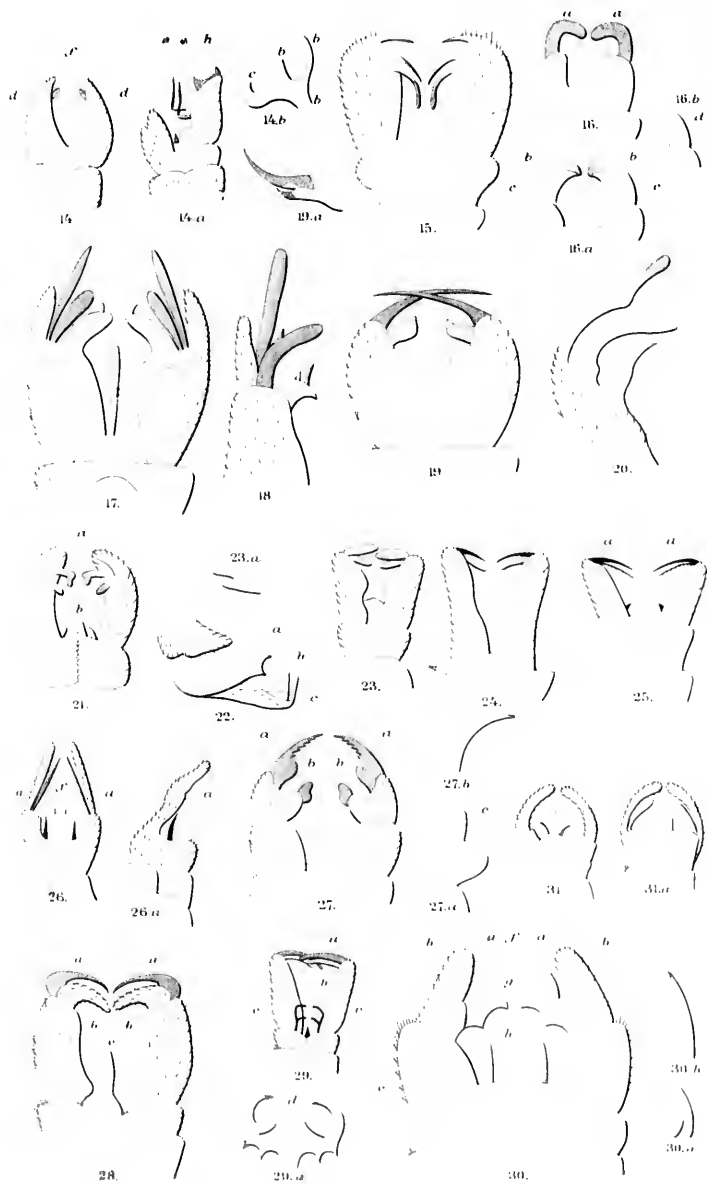 f
a e h
b
a a
d d
c b
b
14.b
16. 16.b
d
14 14.a 19.a 15.
b b
c c
16.a
d
17. 18. 19. 20.
a
23.a
a a
b
a
b
c
21. 22. 23. 24. 25.
a a
b b
27.b
a f a
a
c
26. 26.a 27. 27.a 31 31.a
a a
a
b a f a b
b
g
b b
c
c c
h
30.b
29.
d
c
28. 29.a 30. 30.a